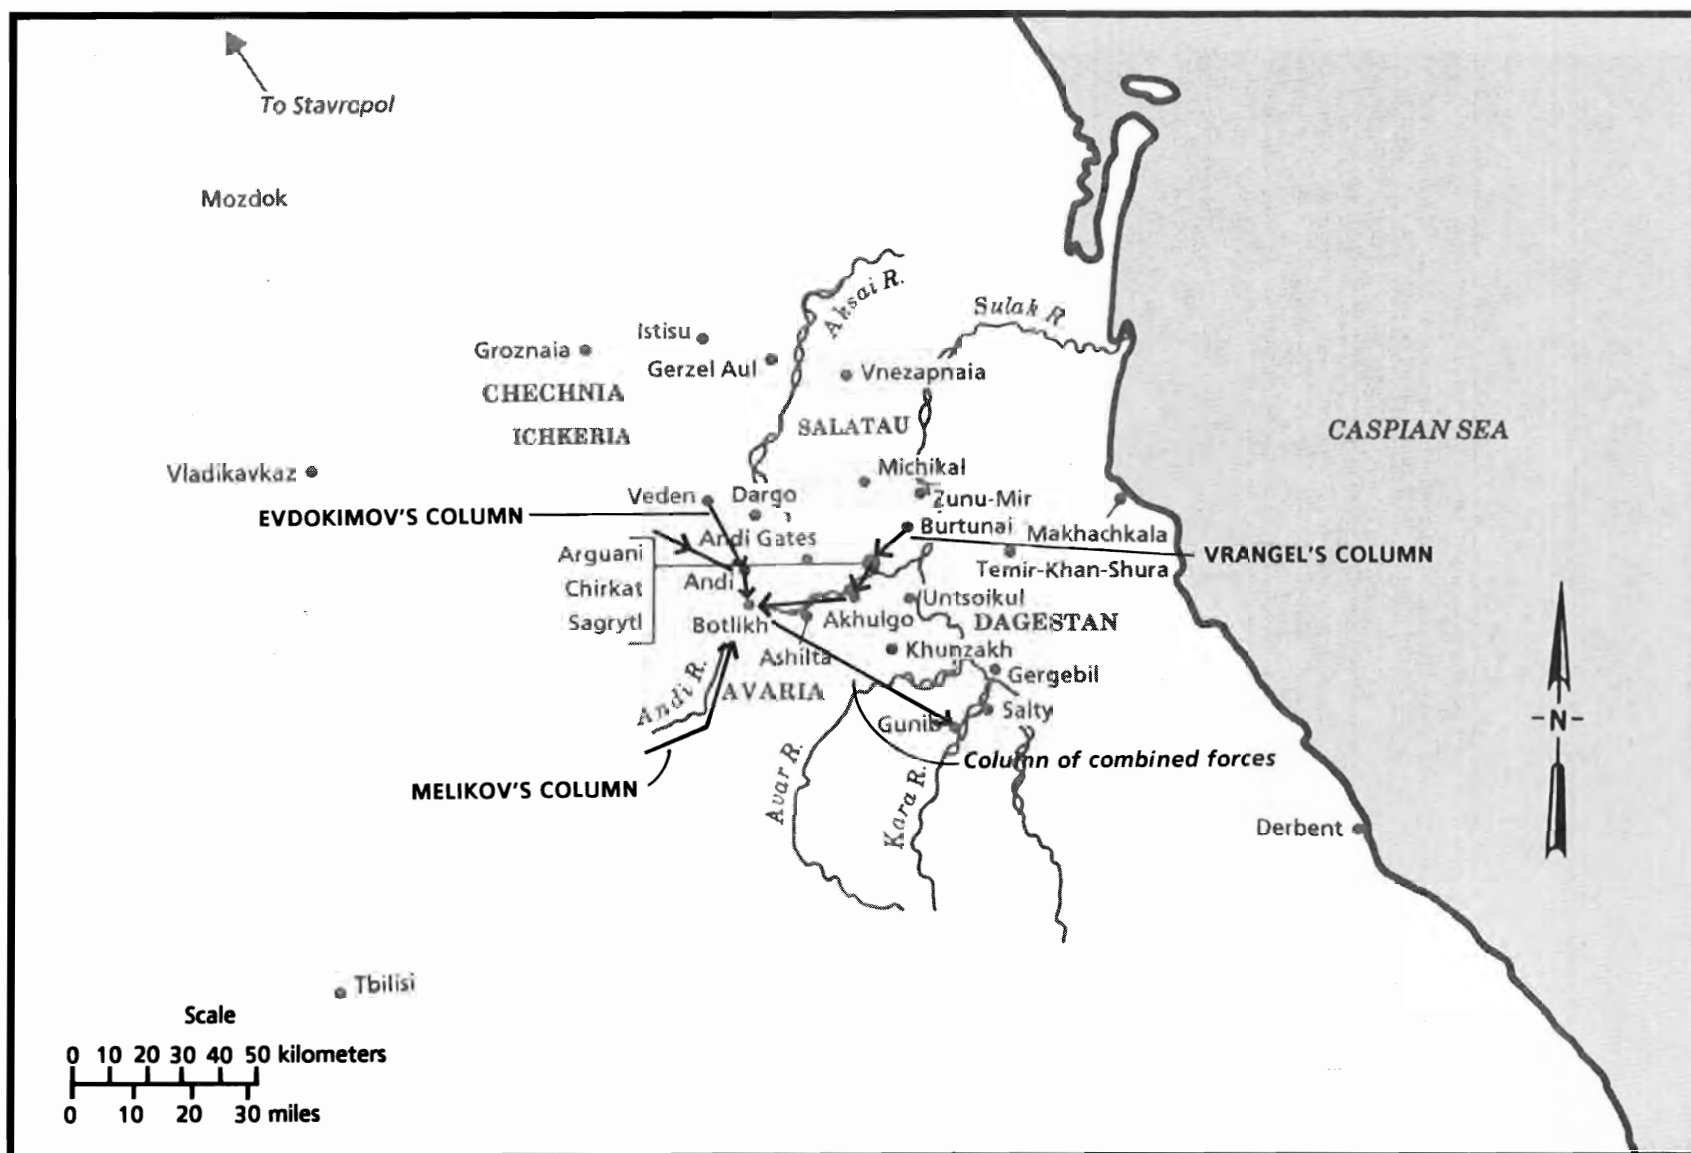 To Stavropol
Mozdok
Aksai R.
Sulak R
Istisu
Groznaia
Gerzel Aul
Vnezapnaia
CHECHNIA
SALATAU
CASPIAN SEA
ICHKERIA
Michikal
Vladikavkaz
Veden
Dargo
Zunu-Mir
EVDOKIMOV'S COLUMN
Burtunai
Andi Gates
Makhachkala
Arguani
VRANGEL'S COLUMN
Temir-Khan-Shura
Andi
Chirkat
Untsoikul
Sagrytl
Botlikh
Akhulgo
DAGESTAN
Ashilta
Khunzakh
Gergebil
Andi R.
AVARIA
Salty
Gunib
-N-
Column of combined forces
Avar R.
Kara R.
MELIKOV'S COLUMN
Derbent
Tbilisi
Scale
0 10 20 30 40 50 kilometers
0 10 20 30 miles